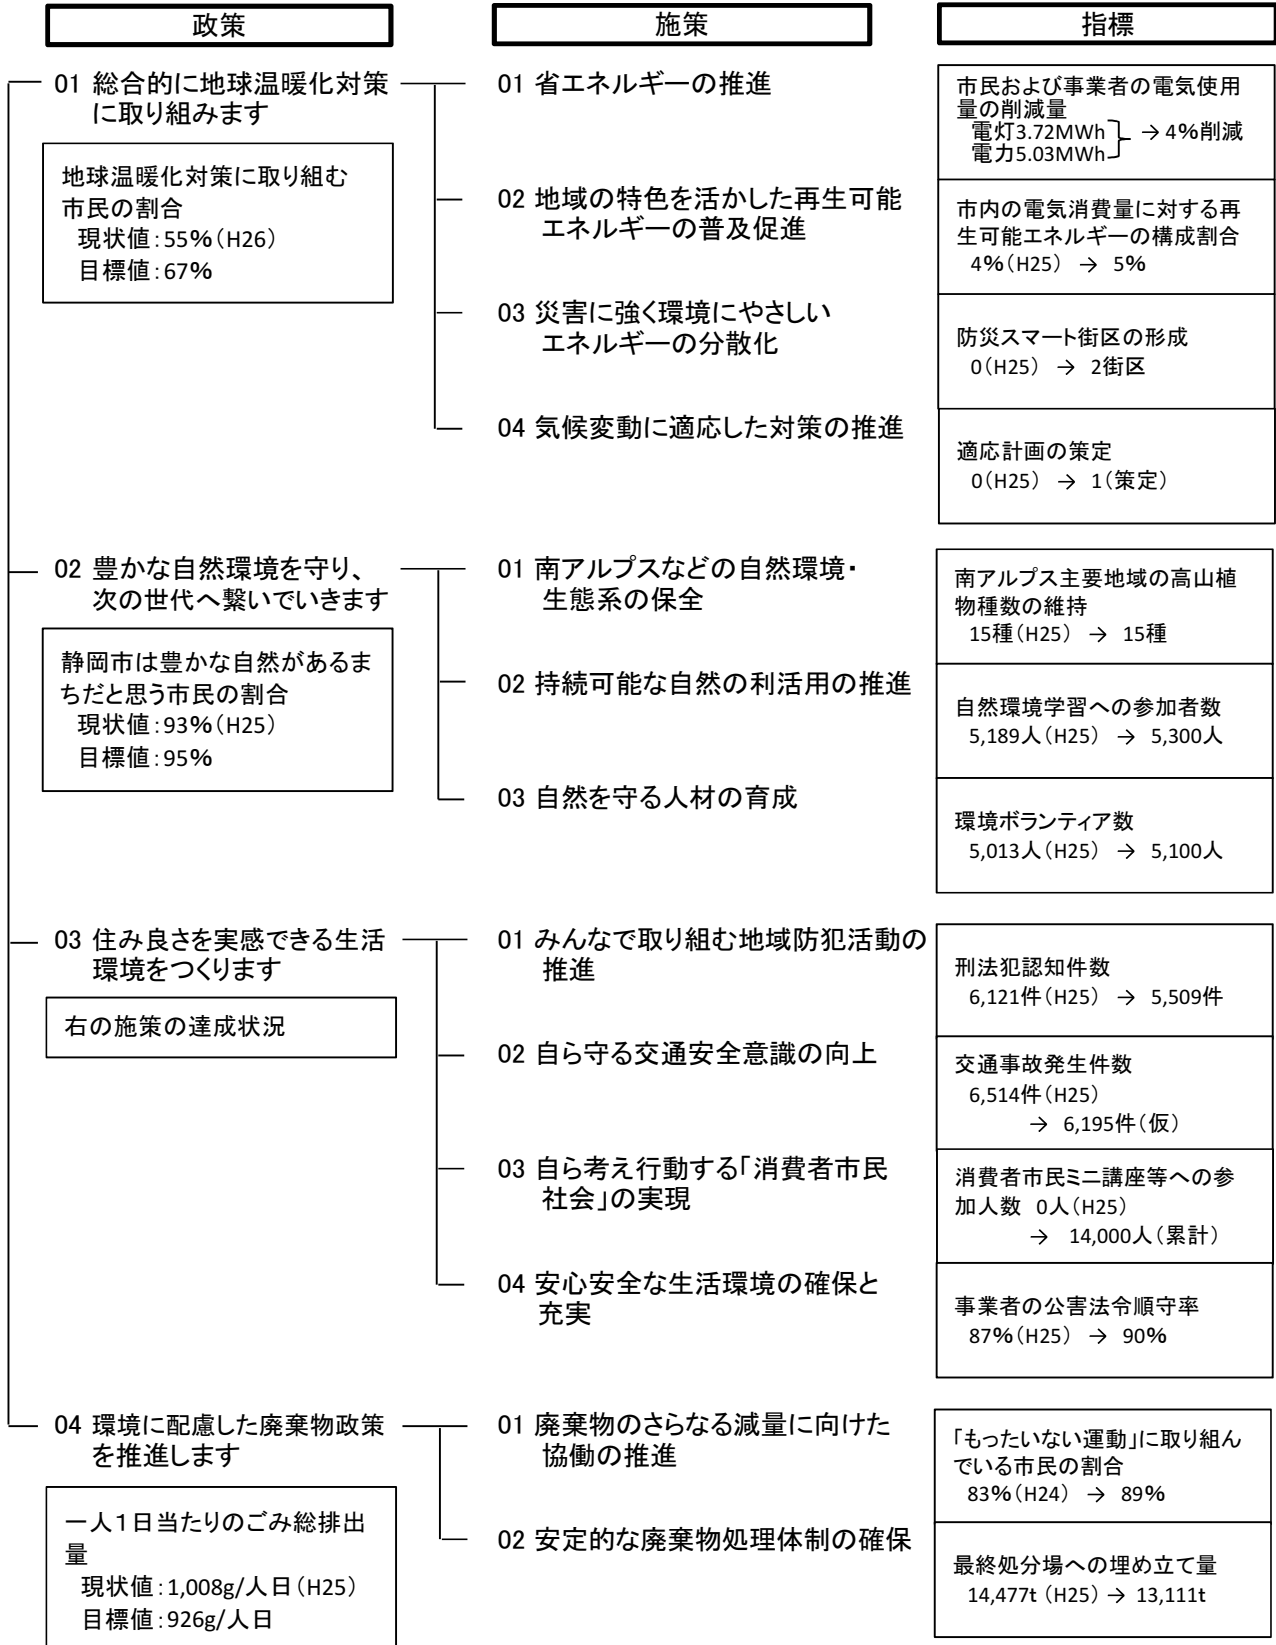 政策
施策
指標
01 総合的に地球温暖化対策
に取り組みます
地球温暖化対策に取り組む
市民の割合
現状値：55％（H26）
目標値：67％
01 省エネルギーの推進
市民および事業者の電気使用
量の削減量
電灯3.72MWh
電力5.03MWh
→ 4％削減
02 地域の特色を活かした再生可能
エネルギーの普及促進
市内の電気消費量に対する再
生可能エネルギーの構成割合
4％（H25） → 5％
03 災害に強く環境にやさしい
エネルギーの分散化
防災スマート街区の形成
0（H25） → 2街区
04 気候変動に適応した対策の推進
適応計画の策定
0（H25） → 1（策定）
02 豊かな自然環境を守り、
次の世代へ繋いでいきます
静岡市は豊かな自然があるま
ちだと思う市民の割合
現状値：93％（H25）
目標値：95％
01 南アルプスなどの自然環境・
生態系の保全
南アルプス主要地域の高山植
物種数の維持
15種（H25） → 15種
02 持続可能な自然の利活用の推進
自然環境学習への参加者数
5,189人（H25） → 5,300人
03 自然を守る人材の育成
環境ボランティア数
5,013人（H25） → 5,100人
03 住み良さを実感できる生活
環境をつくります
右の施策の達成状況
01 みんなで取り組む地域防犯活動の
推進
刑法犯認知件数
6,121件（H25） → 5,509件
02 自ら守る交通安全意識の向上
交通事故発生件数
6,514件（H25）
→ 6,195件（仮）
03 自ら考え行動する「消費者市民
社会」の実現
消費者市民ミニ講座等への参
加人数 0人（H25）
→ 14,000人（累計）
04 安心安全な生活環境の確保と
充実
事業者の公害法令順守率
87％（H25） → 90％
04 環境に配慮した廃棄物政策
を推進します
一人１日当たりのごみ総排出
量
現状値：1,008g/人日（H25）
目標値：926g/人日
01 廃棄物のさらなる減量に向けた
協働の推進
「もったいない運動」に取り組ん
でいる市民の割合
83％（H24） → 89％
02 安定的な廃棄物処理体制の確保
最終処分場への埋め立て量
14,477t （H25） → 13,111t